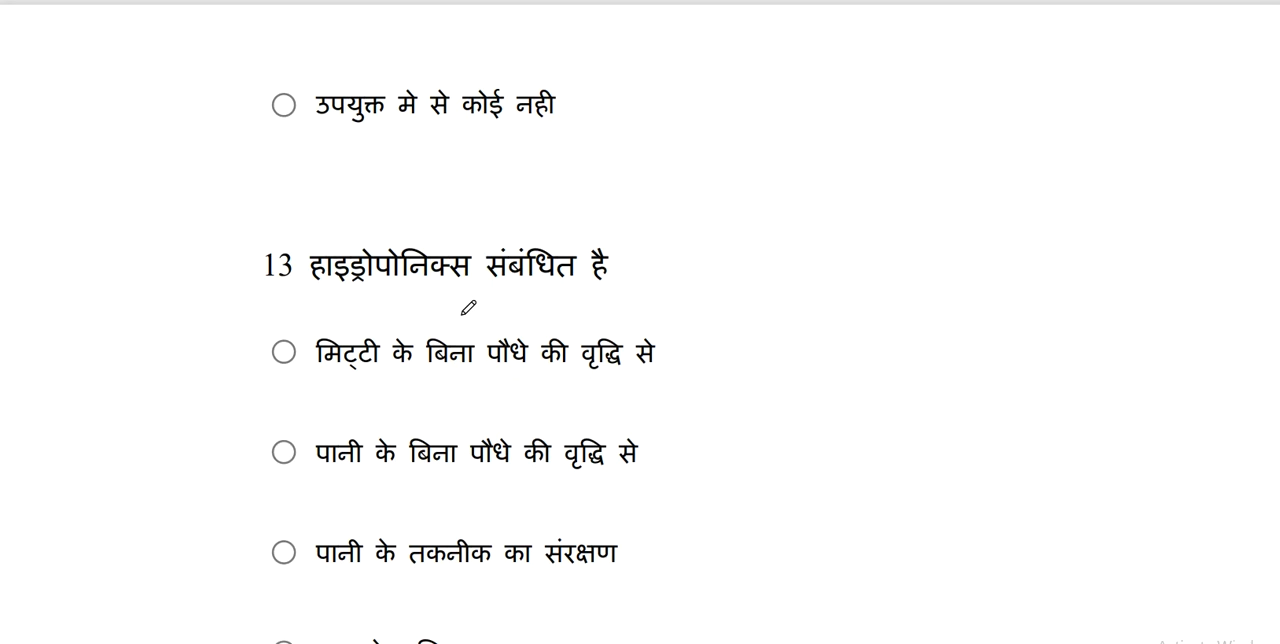 उपयुक्त मे से कोई नही
13 हाइड्रोपोनिक्स संबंधित है
मिट्टी के बिना पौधे की वृद्धि से
पानी के बिना पौधे की वृद्धि से
पानी के तकनीक का संरक्षण